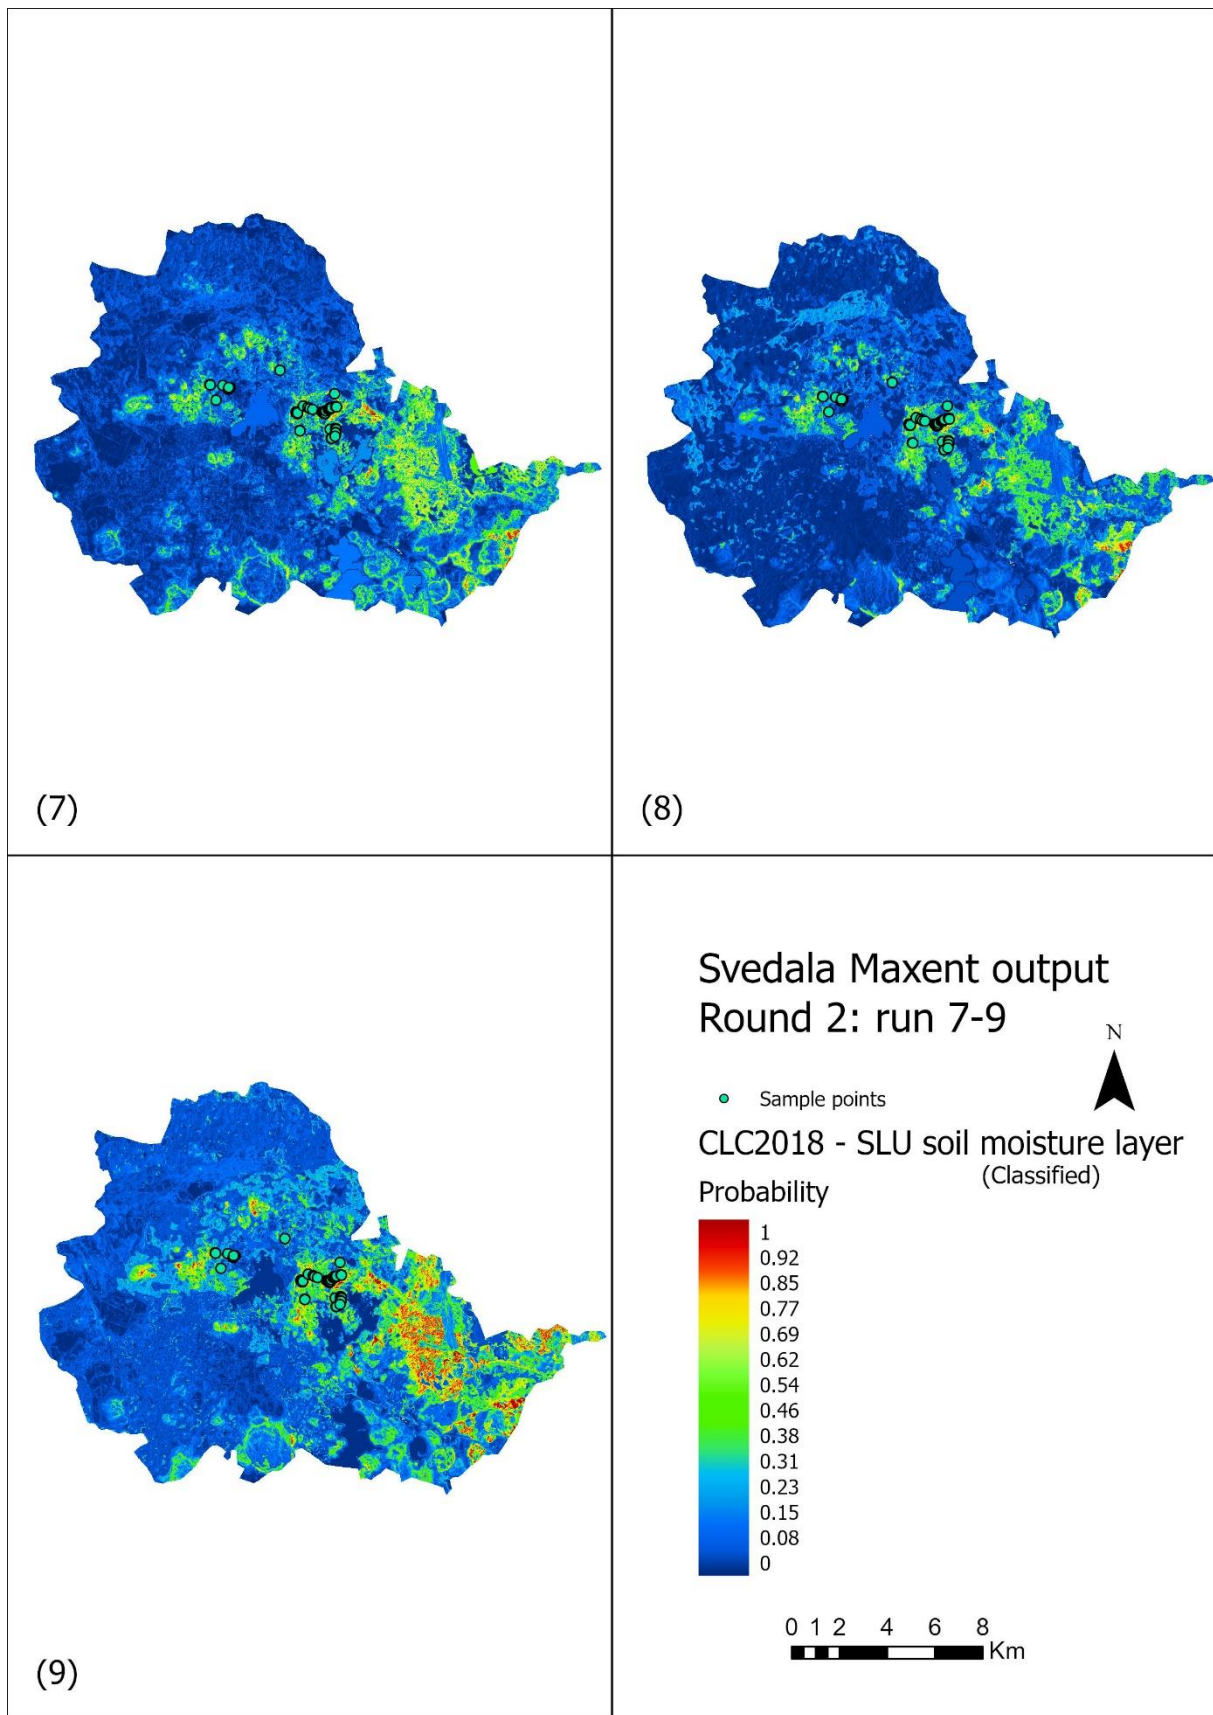 (7)
(8)
(9)
Svedala Maxent output
Round 2: run 7-9
N
Sample points
CLC2018 - SLU soil moisture layer
(Classified)
Probability
1
0.92
0.85
0.77
0.69
0.62
0.54
0.46
0.38
0.31
0.23
0.15
0.08
0
0 1 2 4 6 8
Km